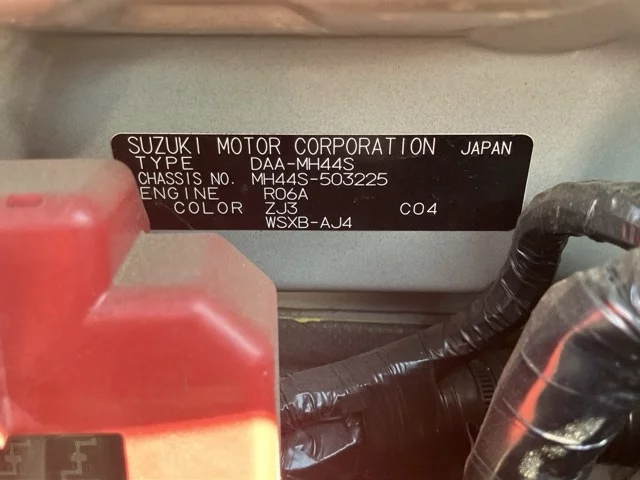 SUZUKI MOTOR CORPORATION JAPAN
TYPE DAA-MH44S
CHASSIS NO. MH44S-503225
ENGINE R06A
COLOR ZJ3 C04
WSXB-AJ4